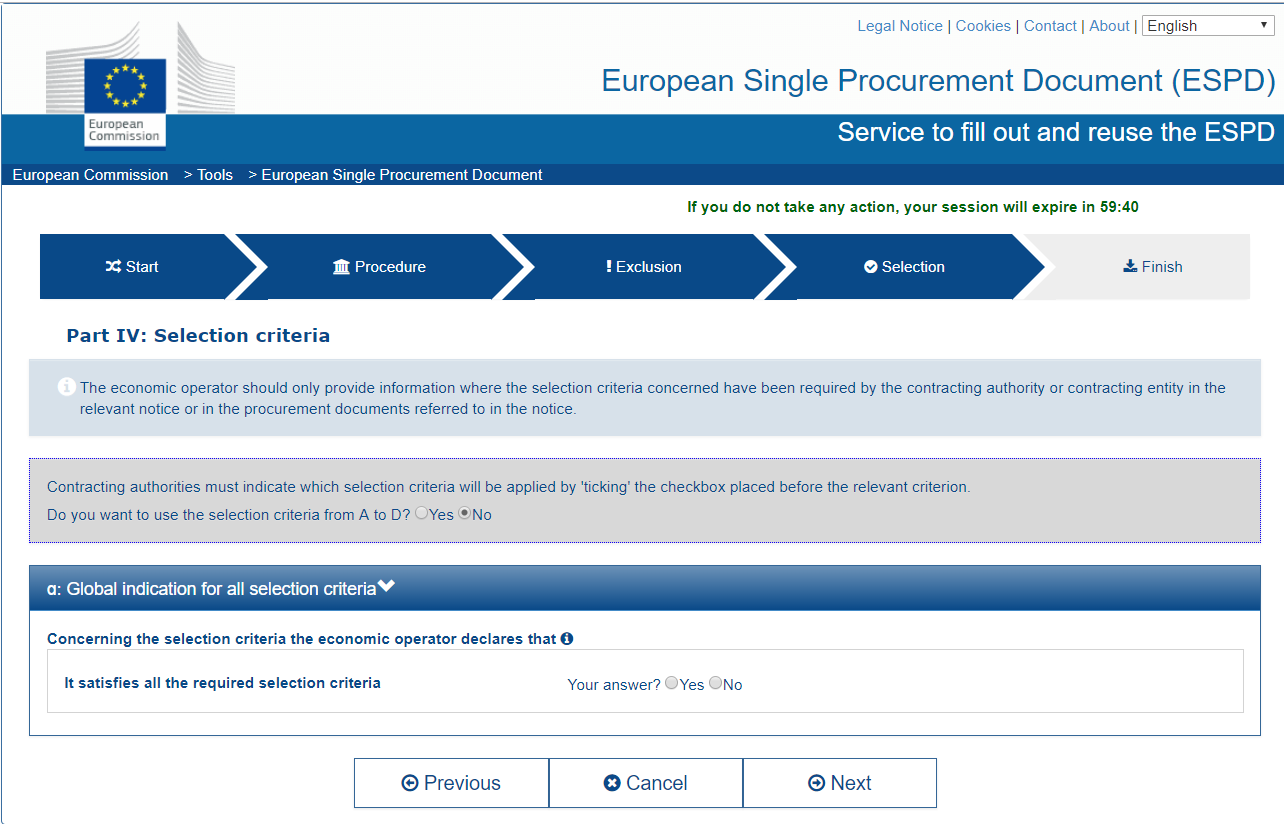 Legal Notice | Cookies | Contact | About | English
European Single Procurement Document (ESPD)
European
Commission
Service to fill out and reuse the ESPD
European Commission > Tools > European Single Procurement Document
If you do not take any action, your session will expire in 59:40
Start
Procedure
Exclusion
Selection
Finish
Part IV: Selection criteria
The economic operator should only provide information where the selection criteria concerned have been required by the contracting authority or contracting entity in the
relevant notice or in the procurement documents referred to in the notice.
Contracting authorities must indicate which selection criteria will be applied by 'ticking' the checkbox placed before the relevant criterion.
Do you want to use the selection criteria from A to D? Yes No
α: Global indication for all selection criteria
Concerning the selection criteria the economic operator declares that
It satisfies all the required selection criteria
Your answer? Yes No
Previous
Cancel
Next